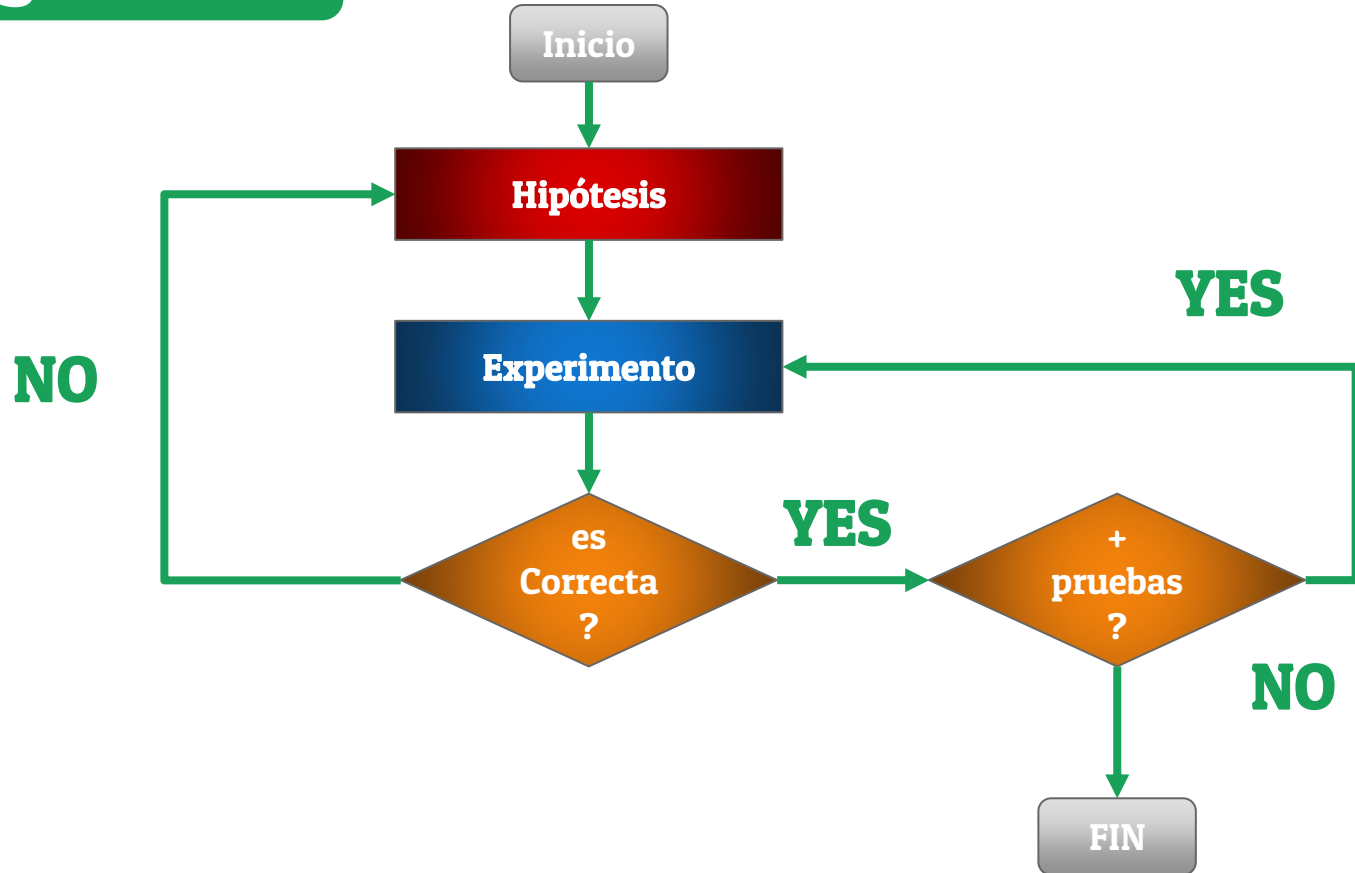 Inicio
Hipótesis
YES
NO
Experimento
YES
es
Correcta
?
+
pruebas
?
NO
FIN